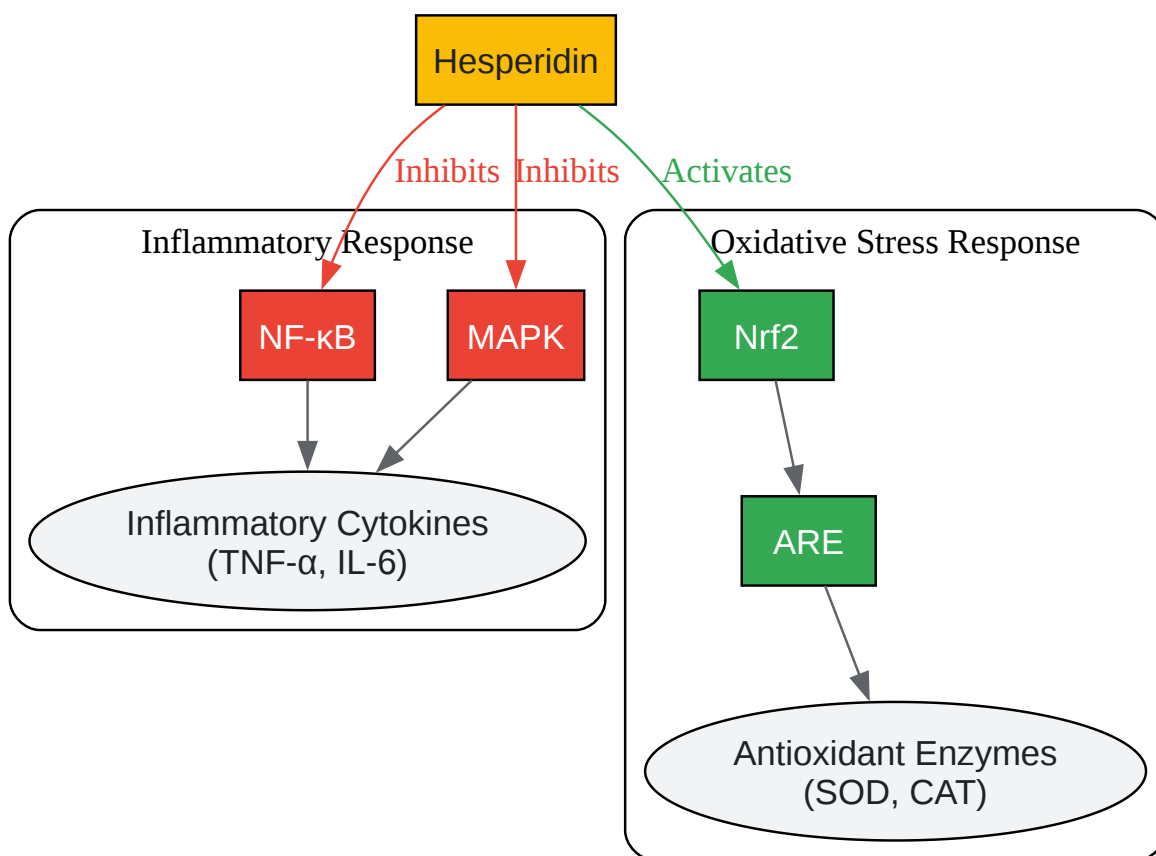 Hesperidin
Inhibits
Inhibits
Activates
Inflammatory Response
Oxidative Stress Response
NF-κB
MAPK
Nrf2
Inflammatory Cytokines
(TNF-α, IL-6)
ARE
Antioxidant Enzymes
(SOD, CAT)